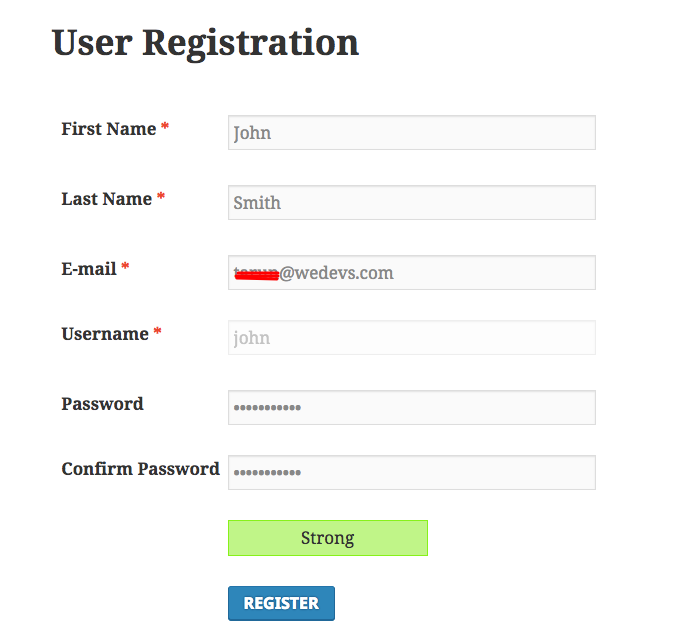 User Registration
First Name * John
Last Name * Smith
E-mail * @wedevs.com
Username * john
Password •••••••••••
Confirm Password •••••••••••
Strong
REGISTER